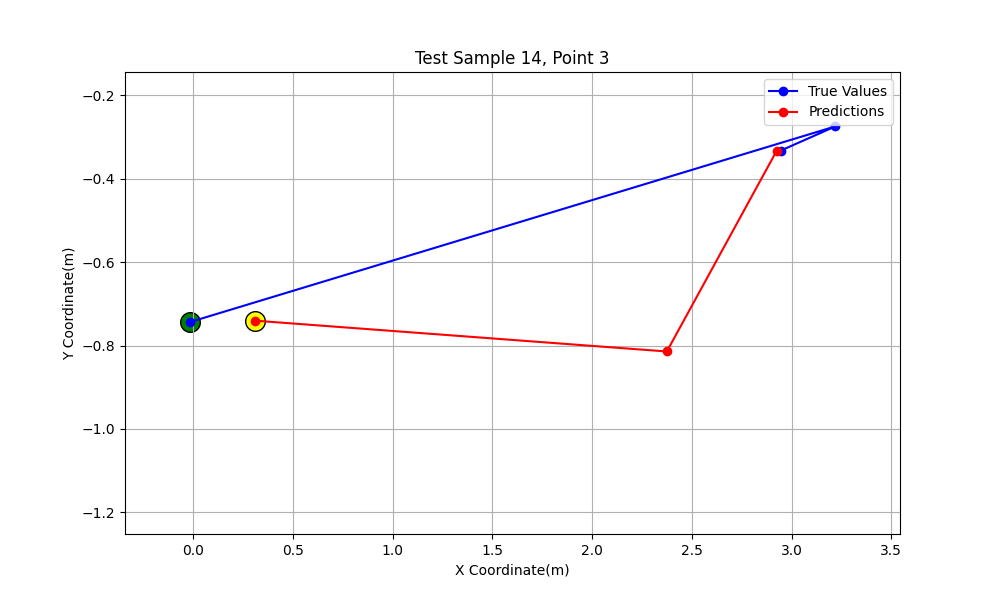 Test Sample 14, Point 3
True Values
Predictions
−0.2
−0.4
−0.6
−0.8
−1.0
−1.2
Y Coordinate(m)
0.0 0.5 1.0 1.5 2.0 2.5 3.0 3.5
X Coordinate(m)